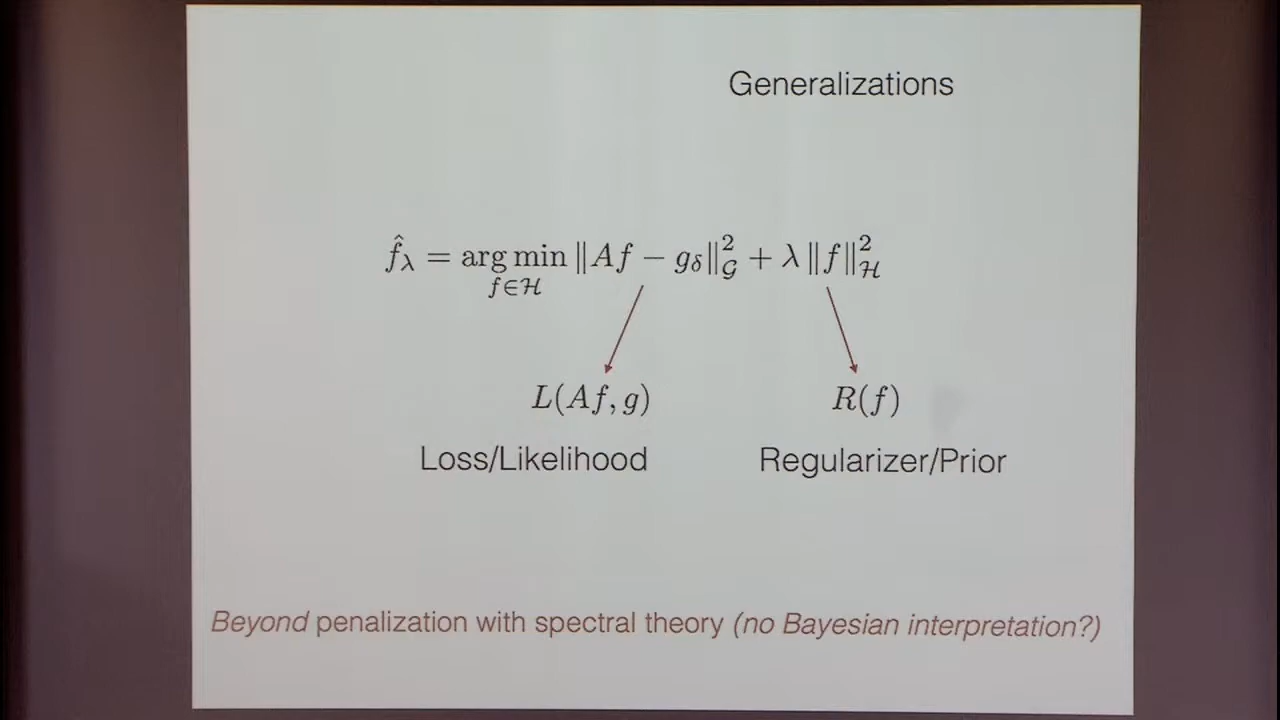 Generalizations
f̂_λ = arg min_{f∈ℋ} ‖Af − g_δ‖²_𝒢 + λ ‖f‖²_ℋ
L(Af, g) R(f)
Loss/Likelihood Regularizer/Prior
Beyond penalization with spectral theory (no Bayesian interpretation?)